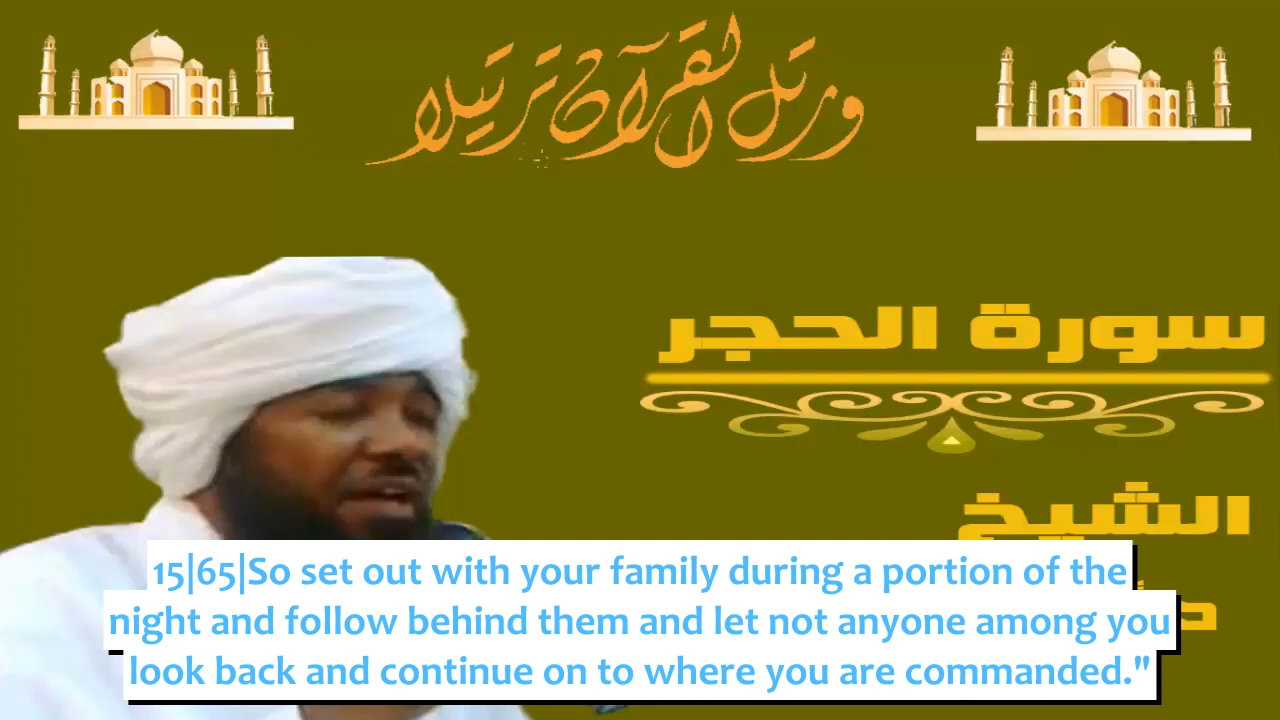 ورتل القرآن ترتيلا
سورة الحجر
الشيخ
15|65|So set out with your family during a portion of the
night and follow behind them and let not anyone among you
look back and continue on to where you are commanded."